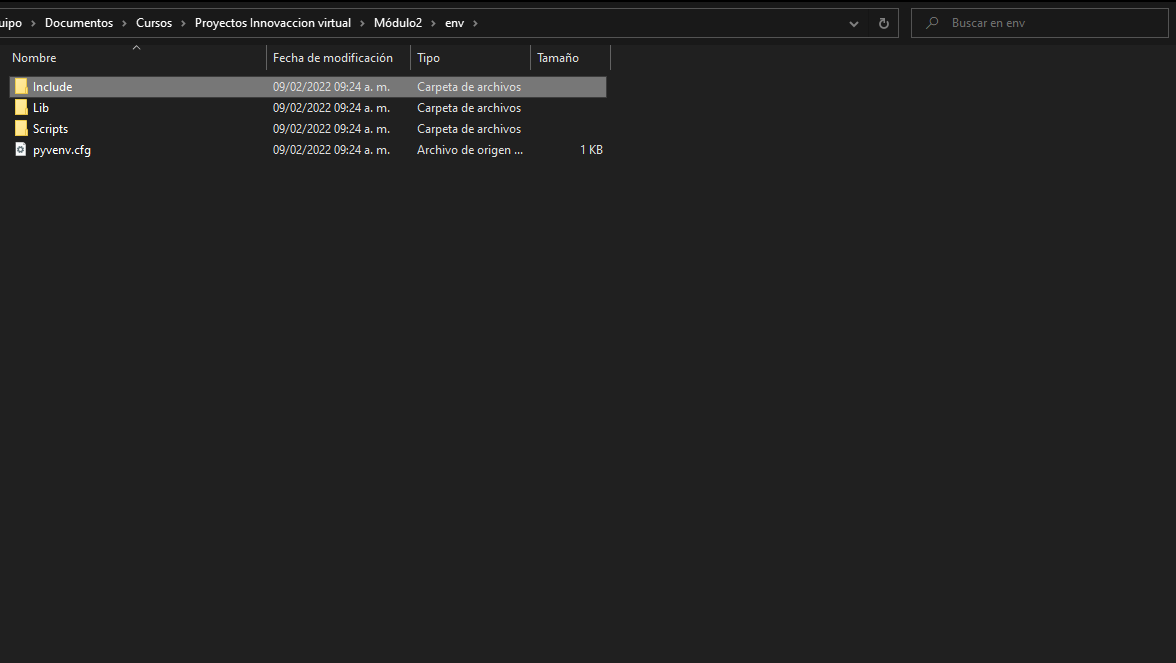 uipo > Documentos > Cursos > Proyectos Innovaccion virtual > Módulo2 > env >
Buscar en env
Nombre Fecha de modificación Tipo Tamaño
Include 09/02/2022 09:24 a. m. Carpeta de archivos
Lib 09/02/2022 09:24 a. m. Carpeta de archivos
Scripts 09/02/2022 09:24 a. m. Carpeta de archivos
pyvenv.cfg 09/02/2022 09:24 a. m. Archivo de origen ... 1 KB